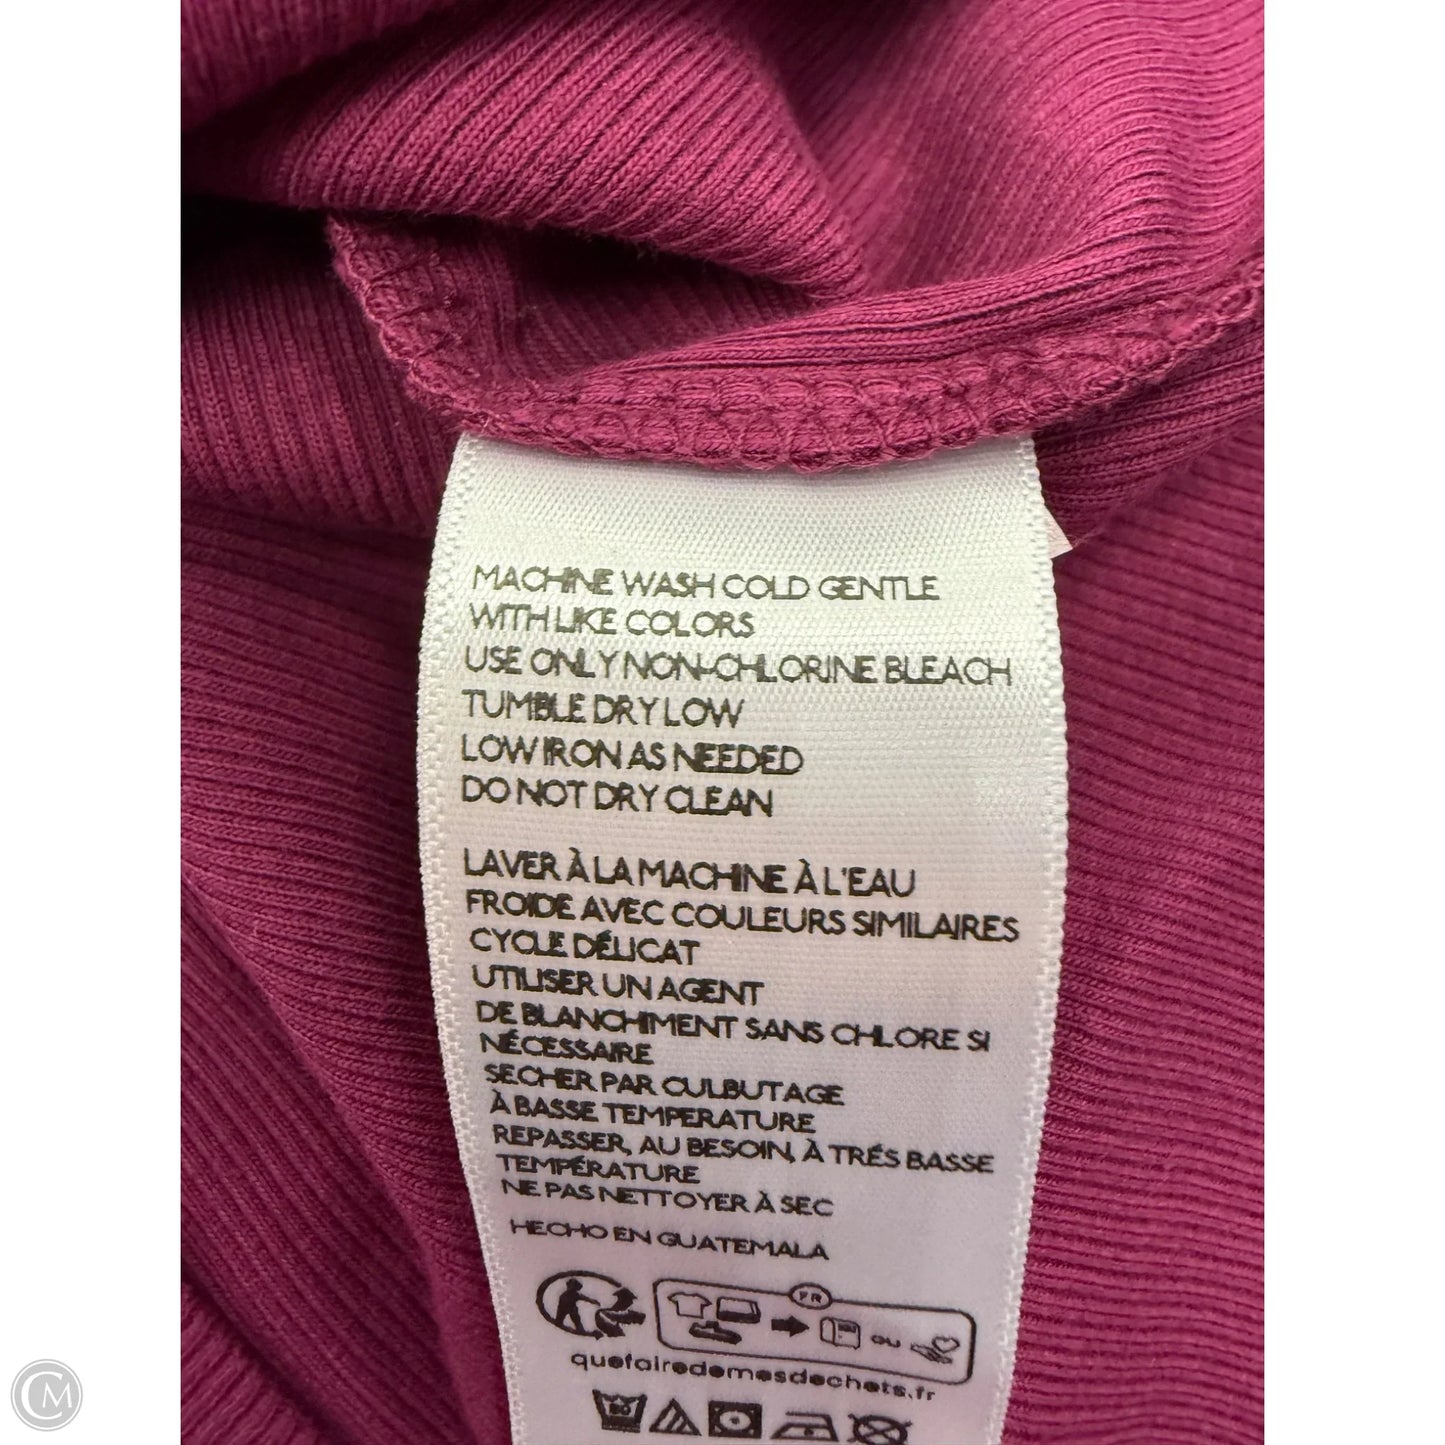 MACHINE WASH COLD GENTLE
WITH LIKE COLORS
USE ONLY NON-CHLORINE BLEACH
TUMBLE DRY LOW
LOW IRON AS NEEDED
DO NOT DRY CLEAN
LAVER À LA MACHINE À L'EAU
FROIDE AVEC COULEURS SIMILAIRES
CYCLE DÉLICAT
UTILISER UN AGENT
DE BLANCHIMENT SANS CHLORE SI
NÉCESSAIRE
SECHER PAR CULBUTAGE
À BASSE TEMPERATURE
REPASSER, AU BESOIN, À TRÉS BASSE
TEMPÉRATURE
NE PAS NETTOYER À SEC
HECHO EN GUATEMALA
FR
OU
quefairedemesdechets.fr
CM